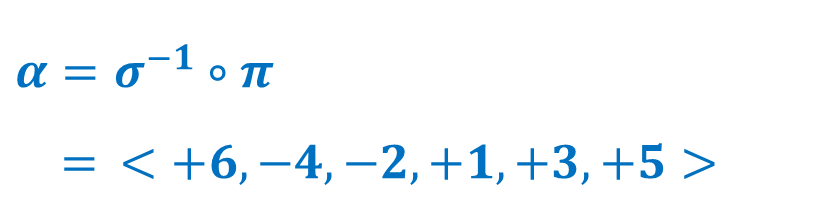 α = σ⁻¹ ∘ π
= < +6, −4, −2, +1, +3, +5 >